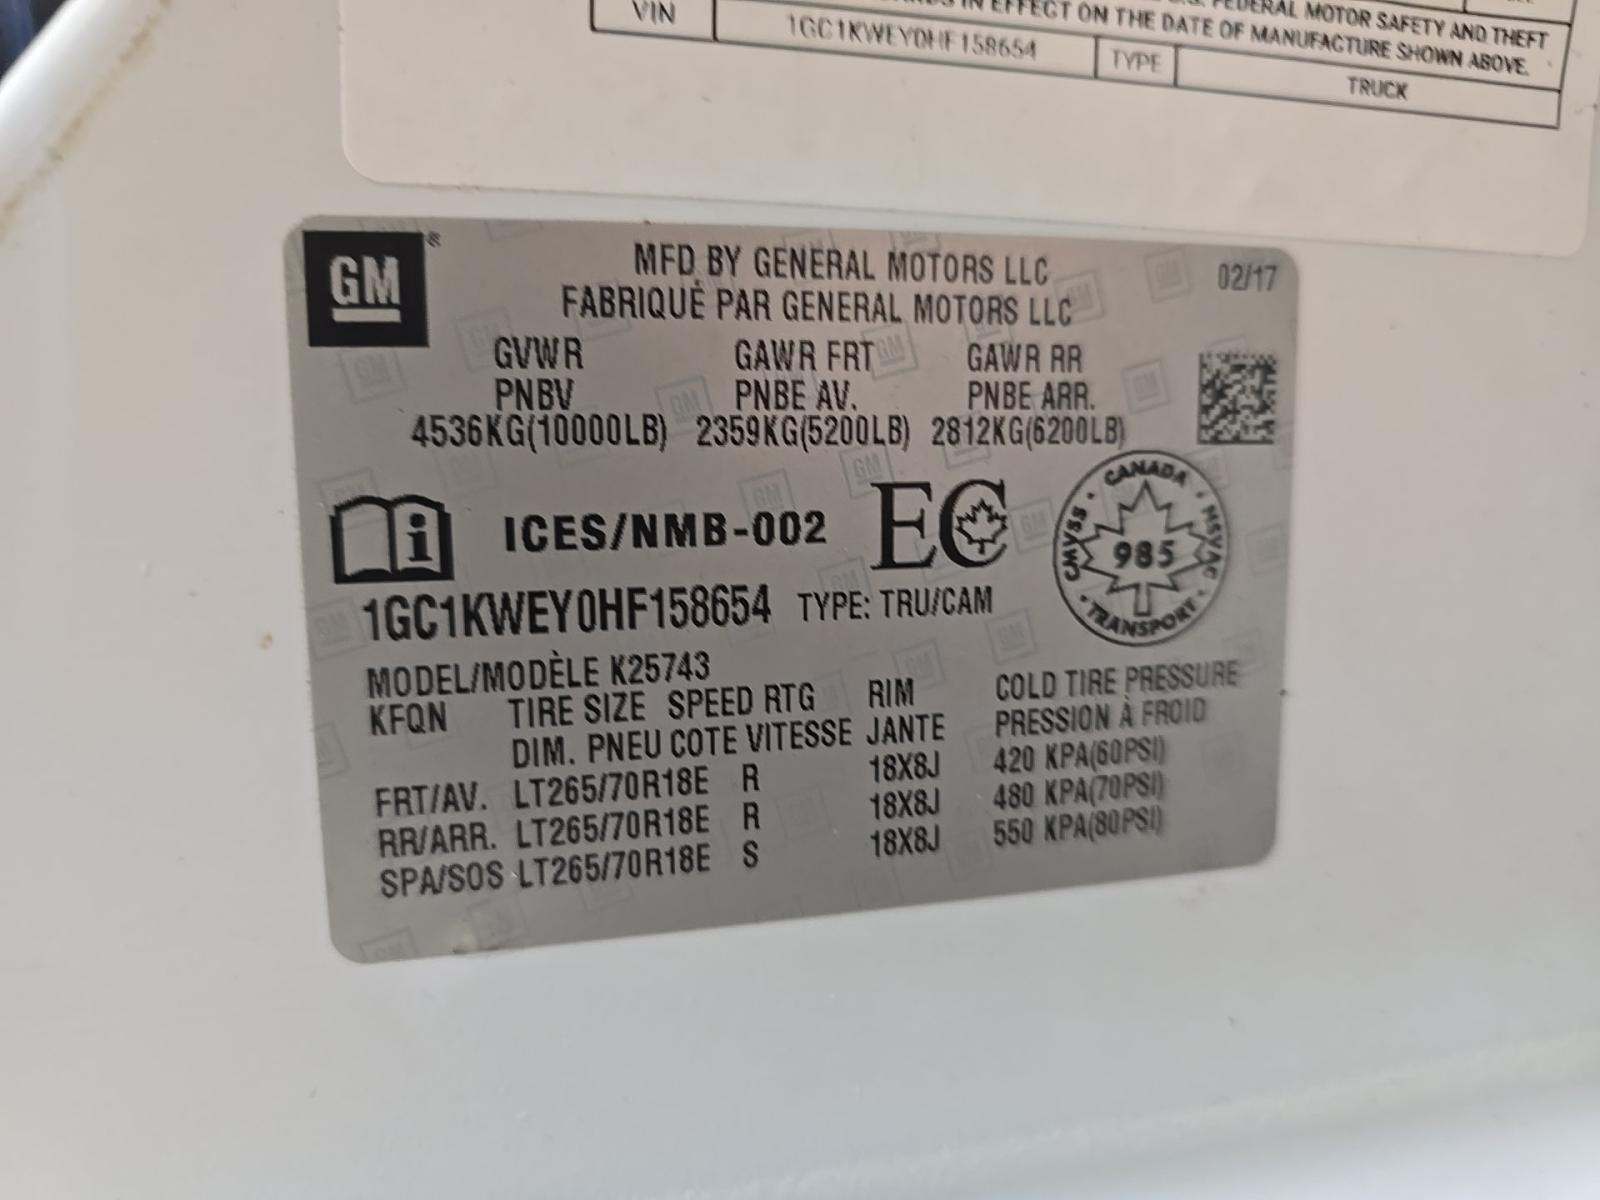 FEDERAL MOTOR SAFETY AND THEFT
IN EFFECT ON THE DATE OF MANUFACTURE SHOWN ABOVE.
VIN 1GC1KWEY0HF158654 TYPE TRUCK
GM®
MFD BY GENERAL MOTORS LLC 02/17
FABRIQUÉ PAR GENERAL MOTORS LLC
GVWR GAWR FRT GAWR RR
PNBV PNBE AV. PNBE ARR.
4536KG(10000LB) 2359KG(5200LB) 2812KG(6200LB)
i ICES/NMB-002 EC
CANADA · NSVAC · TRANSPORT · CMVSS ·
985
1GC1KWEY0HF158654 TYPE: TRU/CAM
MODEL/MODÈLE K25743
KFQN TIRE SIZE SPEED RTG RIM COLD TIRE PRESSURE
DIM. PNEU COTE VITESSE JANTE PRESSION À FROID
FRT/AV. LT265/70R18E R 18X8J 420 KPA(60PSI)
RR/ARR. LT265/70R18E R 18X8J 480 KPA(70PSI)
SPA/SOS LT265/70R18E S 18X8J 550 KPA(80PSI)